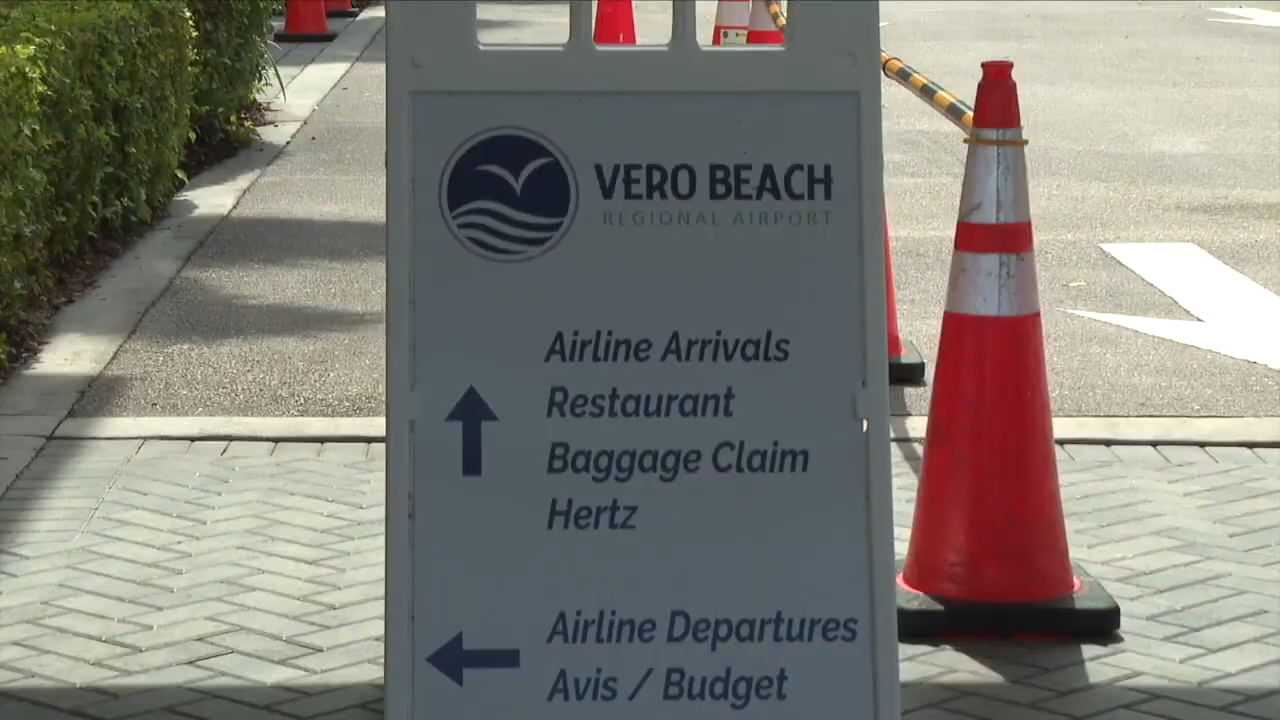 VERO BEACH
REGIONAL AIRPORT
Airline Arrivals
Restaurant
Baggage Claim
Hertz
Airline Departures
Avis / Budget